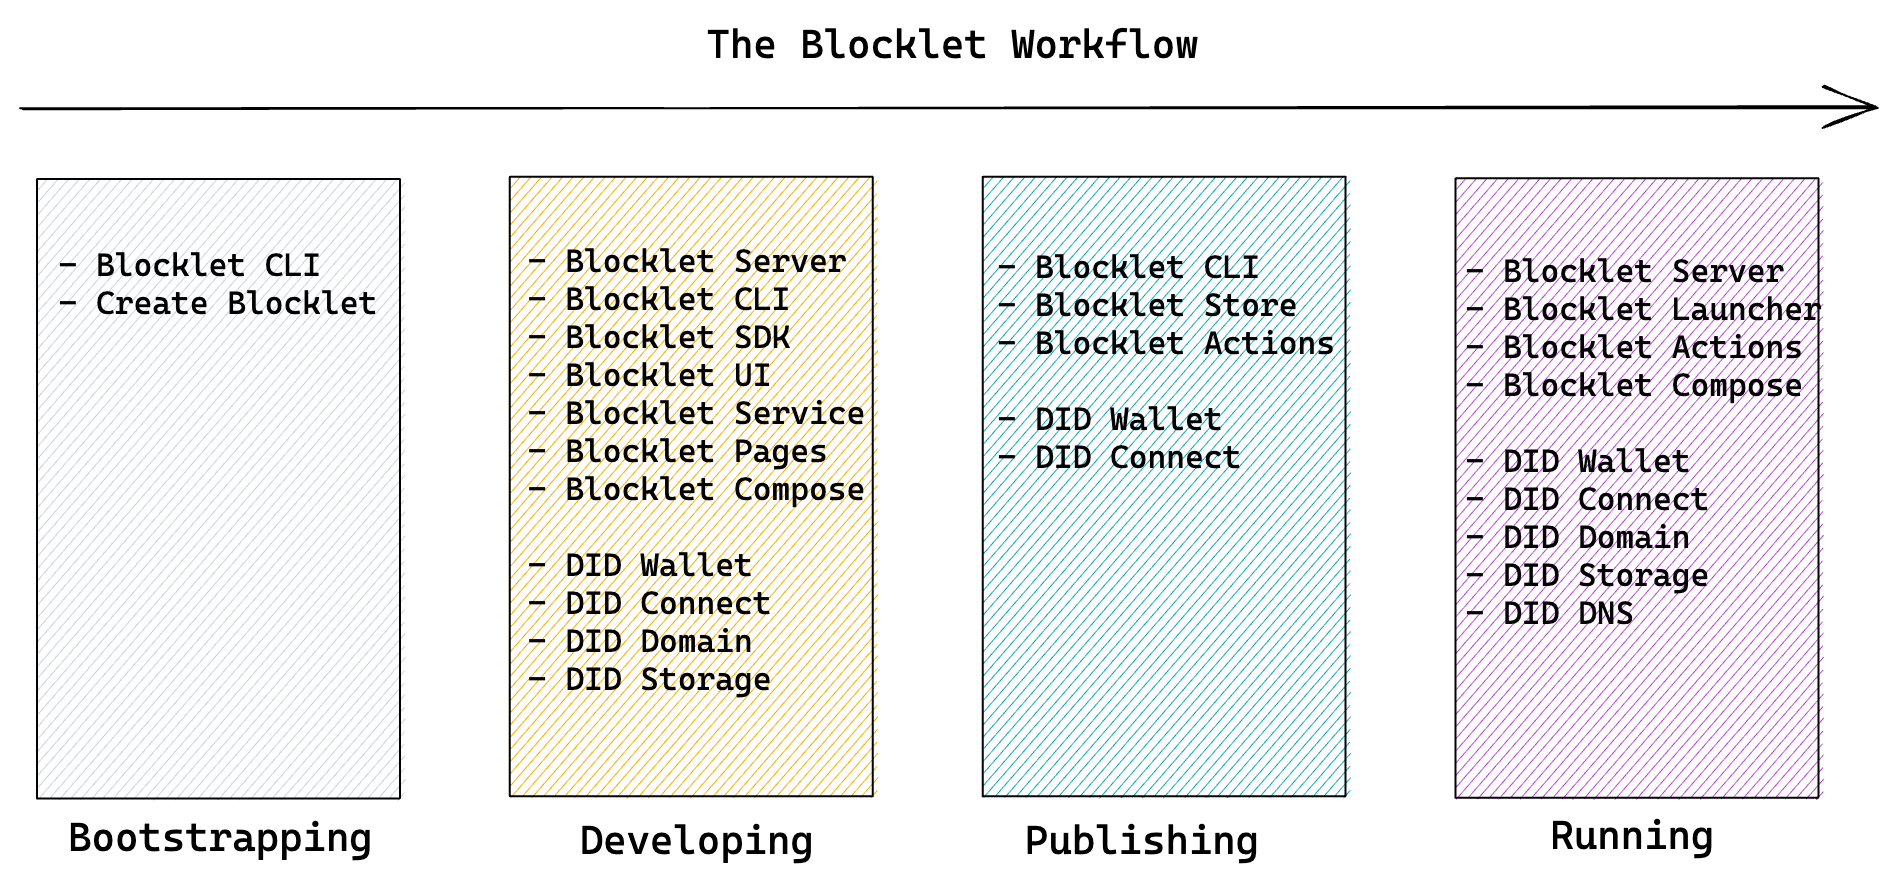 The Blocklet Workflow
- Blocklet CLI
- Create Blocklet
Bootstrapping
- Blocklet Server
- Blocklet CLI
- Blocklet SDK
- Blocklet UI
- Blocklet Service
- Blocklet Pages
- Blocklet Compose
- DID Wallet
- DID Connect
- DID Domain
- DID Storage
Developing
- Blocklet CLI
- Blocklet Store
- Blocklet Actions
- DID Wallet
- DID Connect
Publishing
- Blocklet Server
- Blocklet Launcher
- Blocklet Actions
- Blocklet Compose
- DID Wallet
- DID Connect
- DID Domain
- DID Storage
- DID DNS
Running